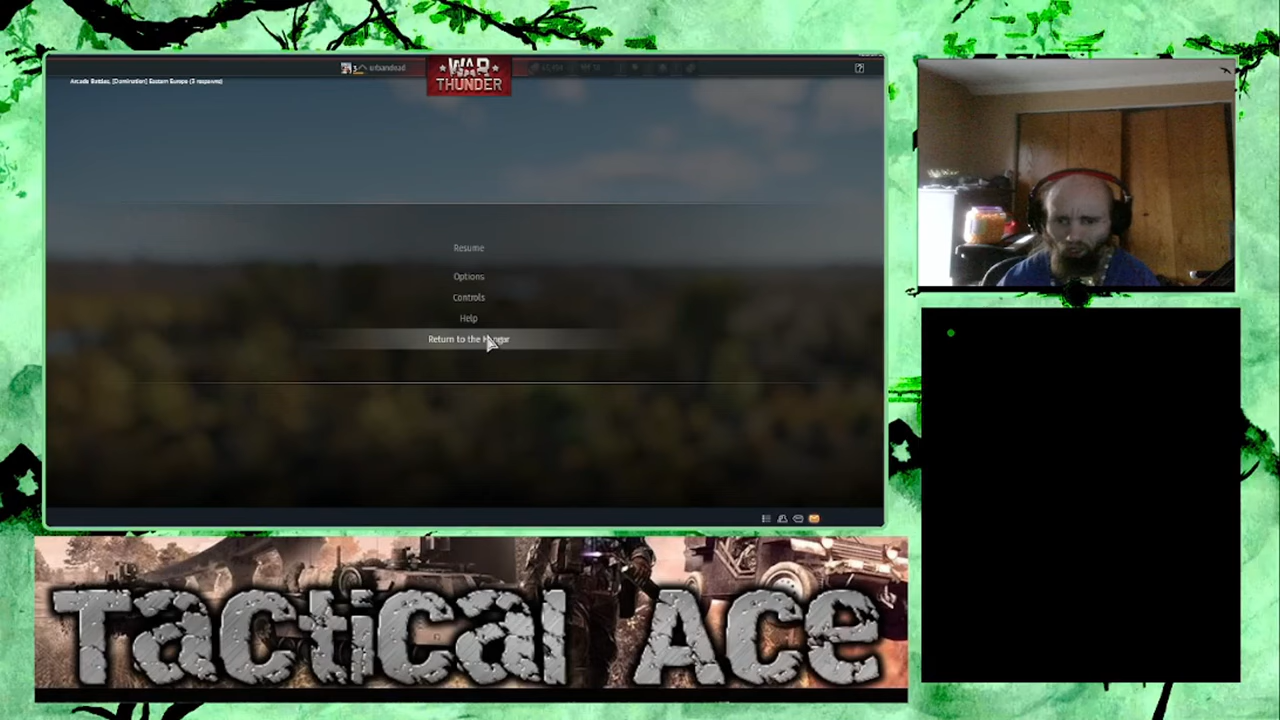 urbandead
WAR
THUNDER
Arcade Battles: [Domination] Eastern Europe (3 respawns)
Resume
Options
Controls
Help
Return to the Hangar
Tactical Ace